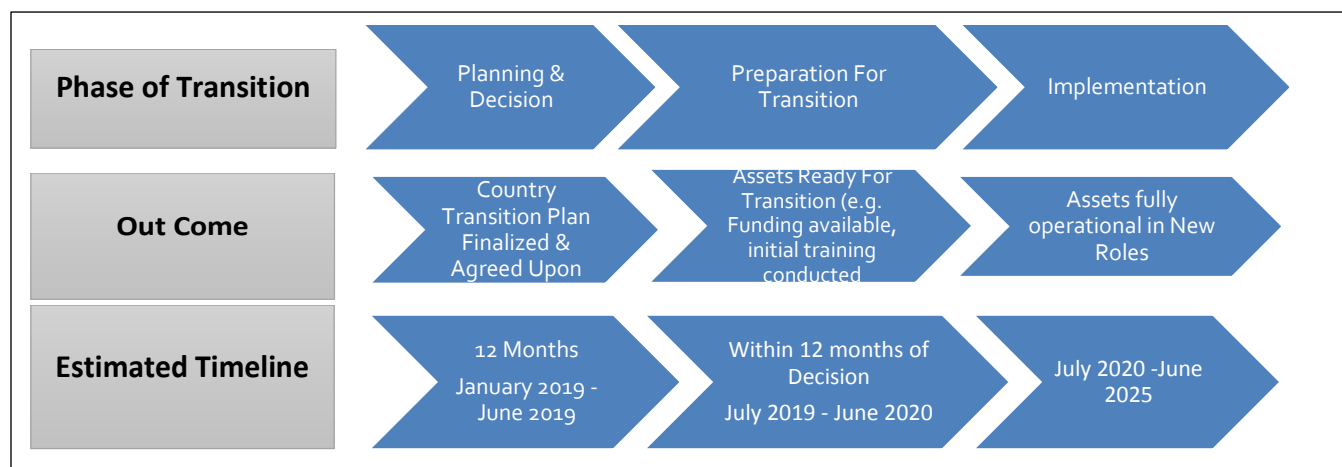 Phase of Transition
Planning &
Decision
Preparation For
Transition
Implementation
Out Come
Country
Transition Plan
Finalized &
Agreed Upon
Assets Ready For
Transition (e.g.
Funding available,
initial training
conducted
Assets fully
operational in New
Roles
Estimated Timeline
12 Months
January 2019 -
June 2019
Within 12 months of
Decision
July 2019 - June 2020
July 2020 -June
2025